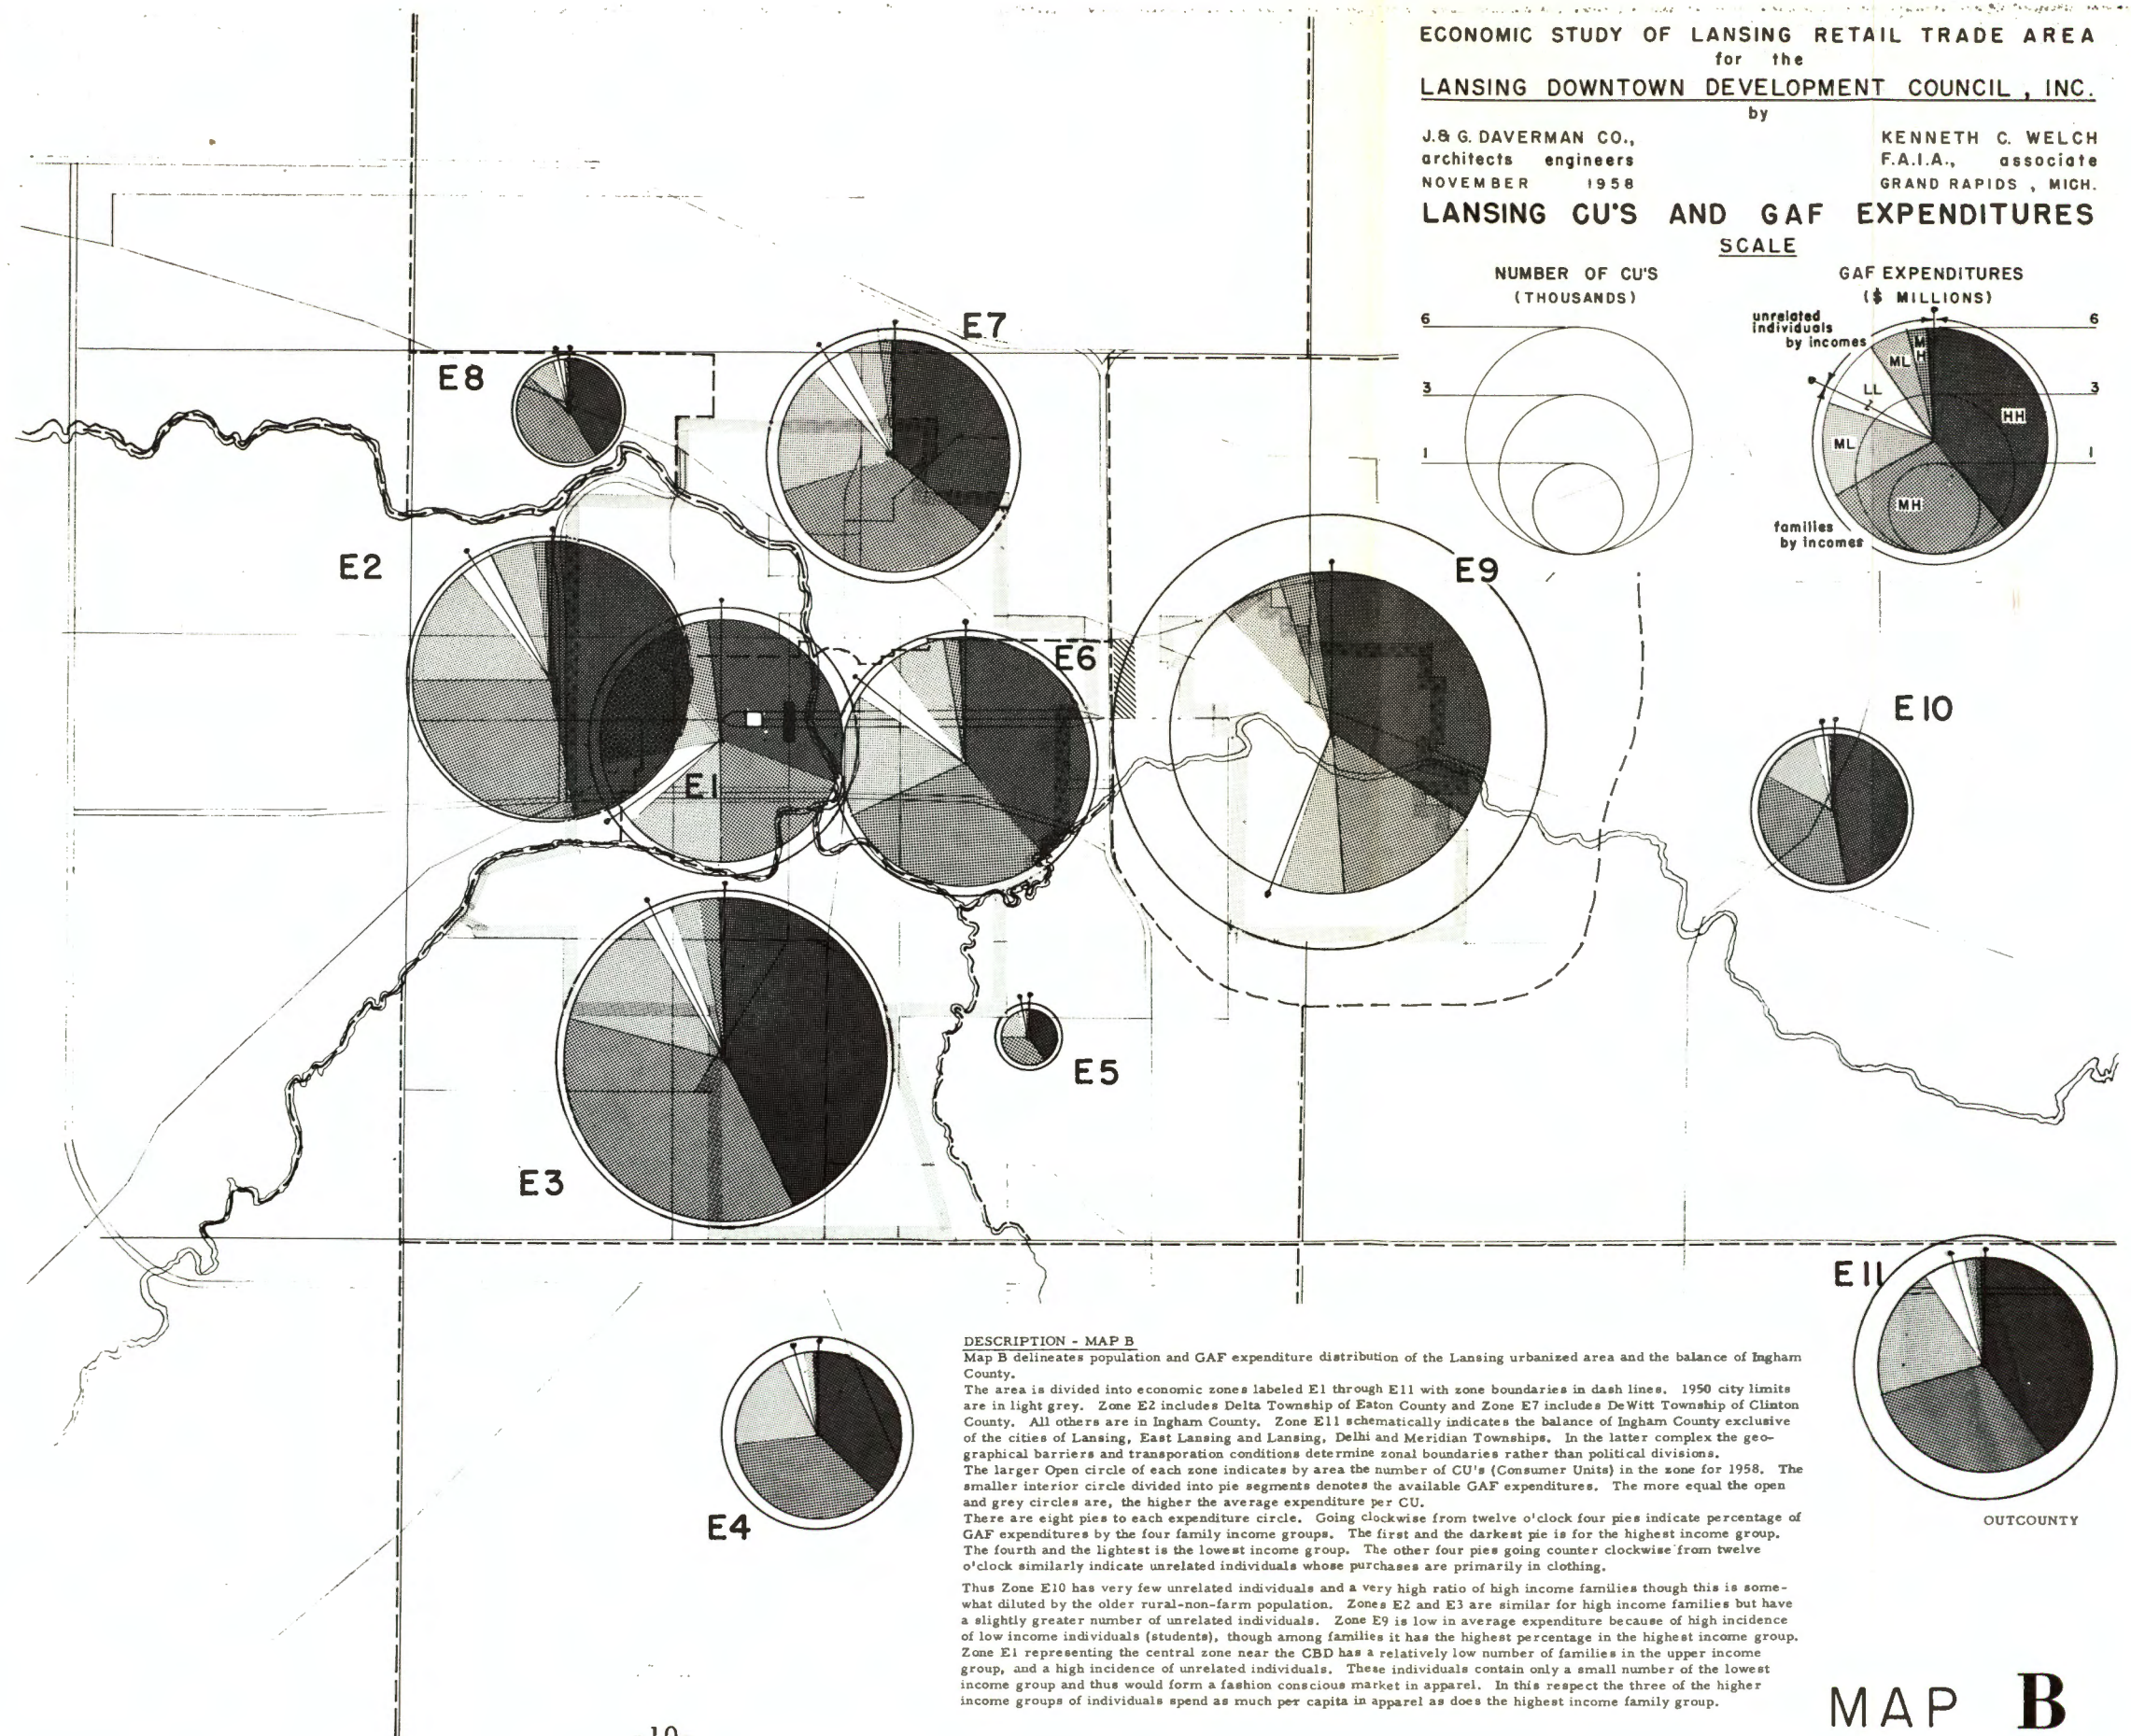 ECONOMIC STUDY OF LANSING RETAIL TRADE AREA
for the
LANSING DOWNTOWN DEVELOPMENT COUNCIL, INC.
by
J.& G. DAVERMAN CO.,
architects engineers
NOVEMBER 1958
KENNETH C. WELCH
F.A.I.A., associate
GRAND RAPIDS, MICH.
LANSING CU'S AND GAF EXPENDITURES
SCALE
NUMBER OF CU'S
(THOUSANDS)
6
3
1
GAF EXPENDITURES
($ MILLIONS)
unrelated
individuals
by incomes
6
3
1
MH
ML
LL
HH
ML
MH
families
by incomes
E7
E8
E2
E9
E6
E10
E1
E5
E3
E11
E4
OUTCOUNTY
DESCRIPTION - MAP B
Map B delineates population and GAF expenditure distribution of the Lansing urbanized area and the balance of Ingham
County.
The area is divided into economic zones labeled E1 through E11 with zone boundaries in dash lines. 1950 city limits
are in light grey. Zone E2 includes Delta Township of Eaton County and Zone E7 includes DeWitt Township of Clinton
County. All others are in Ingham County. Zone E11 schematically indicates the balance of Ingham County exclusive
of the cities of Lansing, East Lansing and Lansing, Delhi and Meridian Townships. In the latter complex the geo-
graphical barriers and transporation conditions determine zonal boundaries rather than political divisions.
The larger Open circle of each zone indicates by area the number of CU's (Consumer Units) in the zone for 1958. The
smaller interior circle divided into pie segments denotes the available GAF expenditures. The more equal the open
and grey circles are, the higher the average expenditure per CU.
There are eight pies to each expenditure circle. Going clockwise from twelve o'clock four pies indicate percentage of
GAF expenditures by the four family income groups. The first and the darkest pie is for the highest income group.
The fourth and the lightest is the lowest income group. The other four pies going counter clockwise from twelve
o'clock similarly indicate unrelated individuals whose purchases are primarily in clothing.
Thus Zone E10 has very few unrelated individuals and a very high ratio of high income families though this is some-
what diluted by the older rural-non-farm population. Zones E2 and E3 are similar for high income families but have
a slightly greater number of unrelated individuals. Zone E9 is low in average expenditure because of high incidence
of low income individuals (students), though among families it has the highest percentage in the highest income group.
Zone E1 representing the central zone near the CBD has a relatively low number of families in the upper income
group, and a high incidence of unrelated individuals. These individuals contain only a small number of the lowest
income group and thus would form a fashion conscious market in apparel. In this respect the three of the higher
income groups of individuals spend as much per capita in apparel as does the highest income family group.
MAP B
10